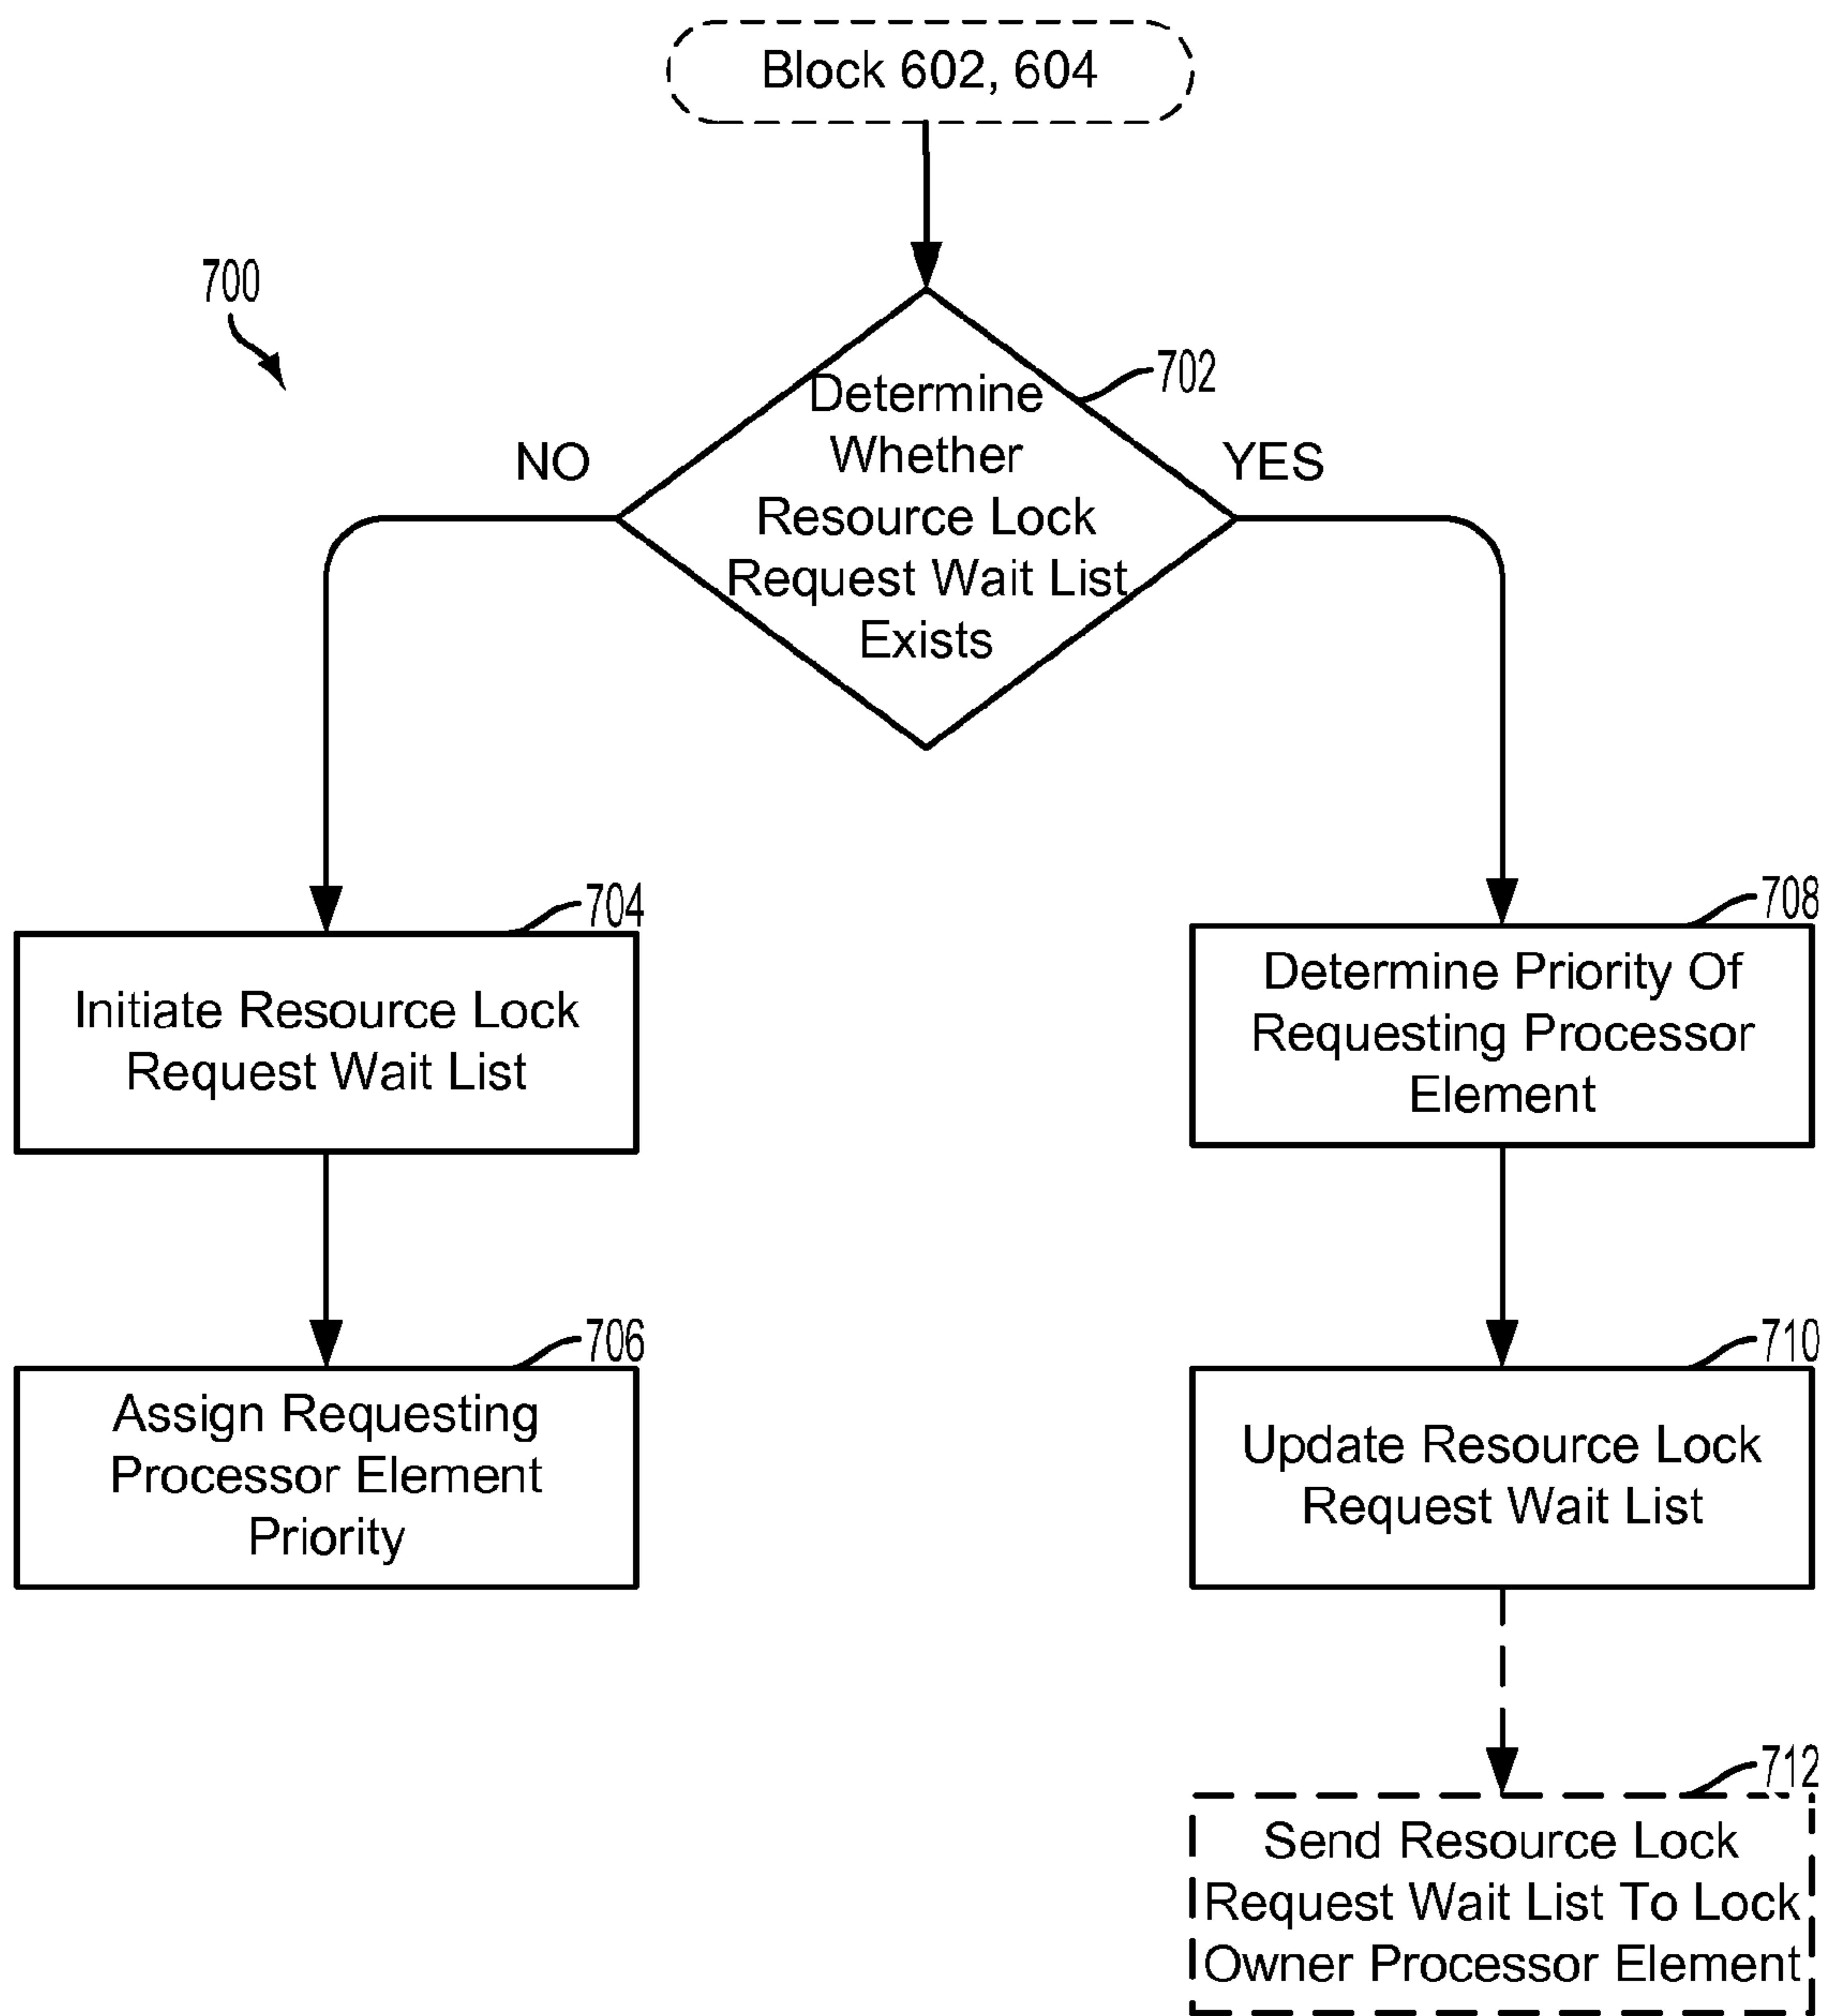 Block 602, 604
700
702
Determine
Whether
Resource Lock
Request Wait List
Exists
NO
YES
704
Initiate Resource Lock
Request Wait List
708
Determine Priority Of
Requesting Processor
Element
706
Assign Requesting
Processor Element
Priority
710
Update Resource Lock
Request Wait List
712
Send Resource Lock
Request Wait List To Lock
Owner Processor Element